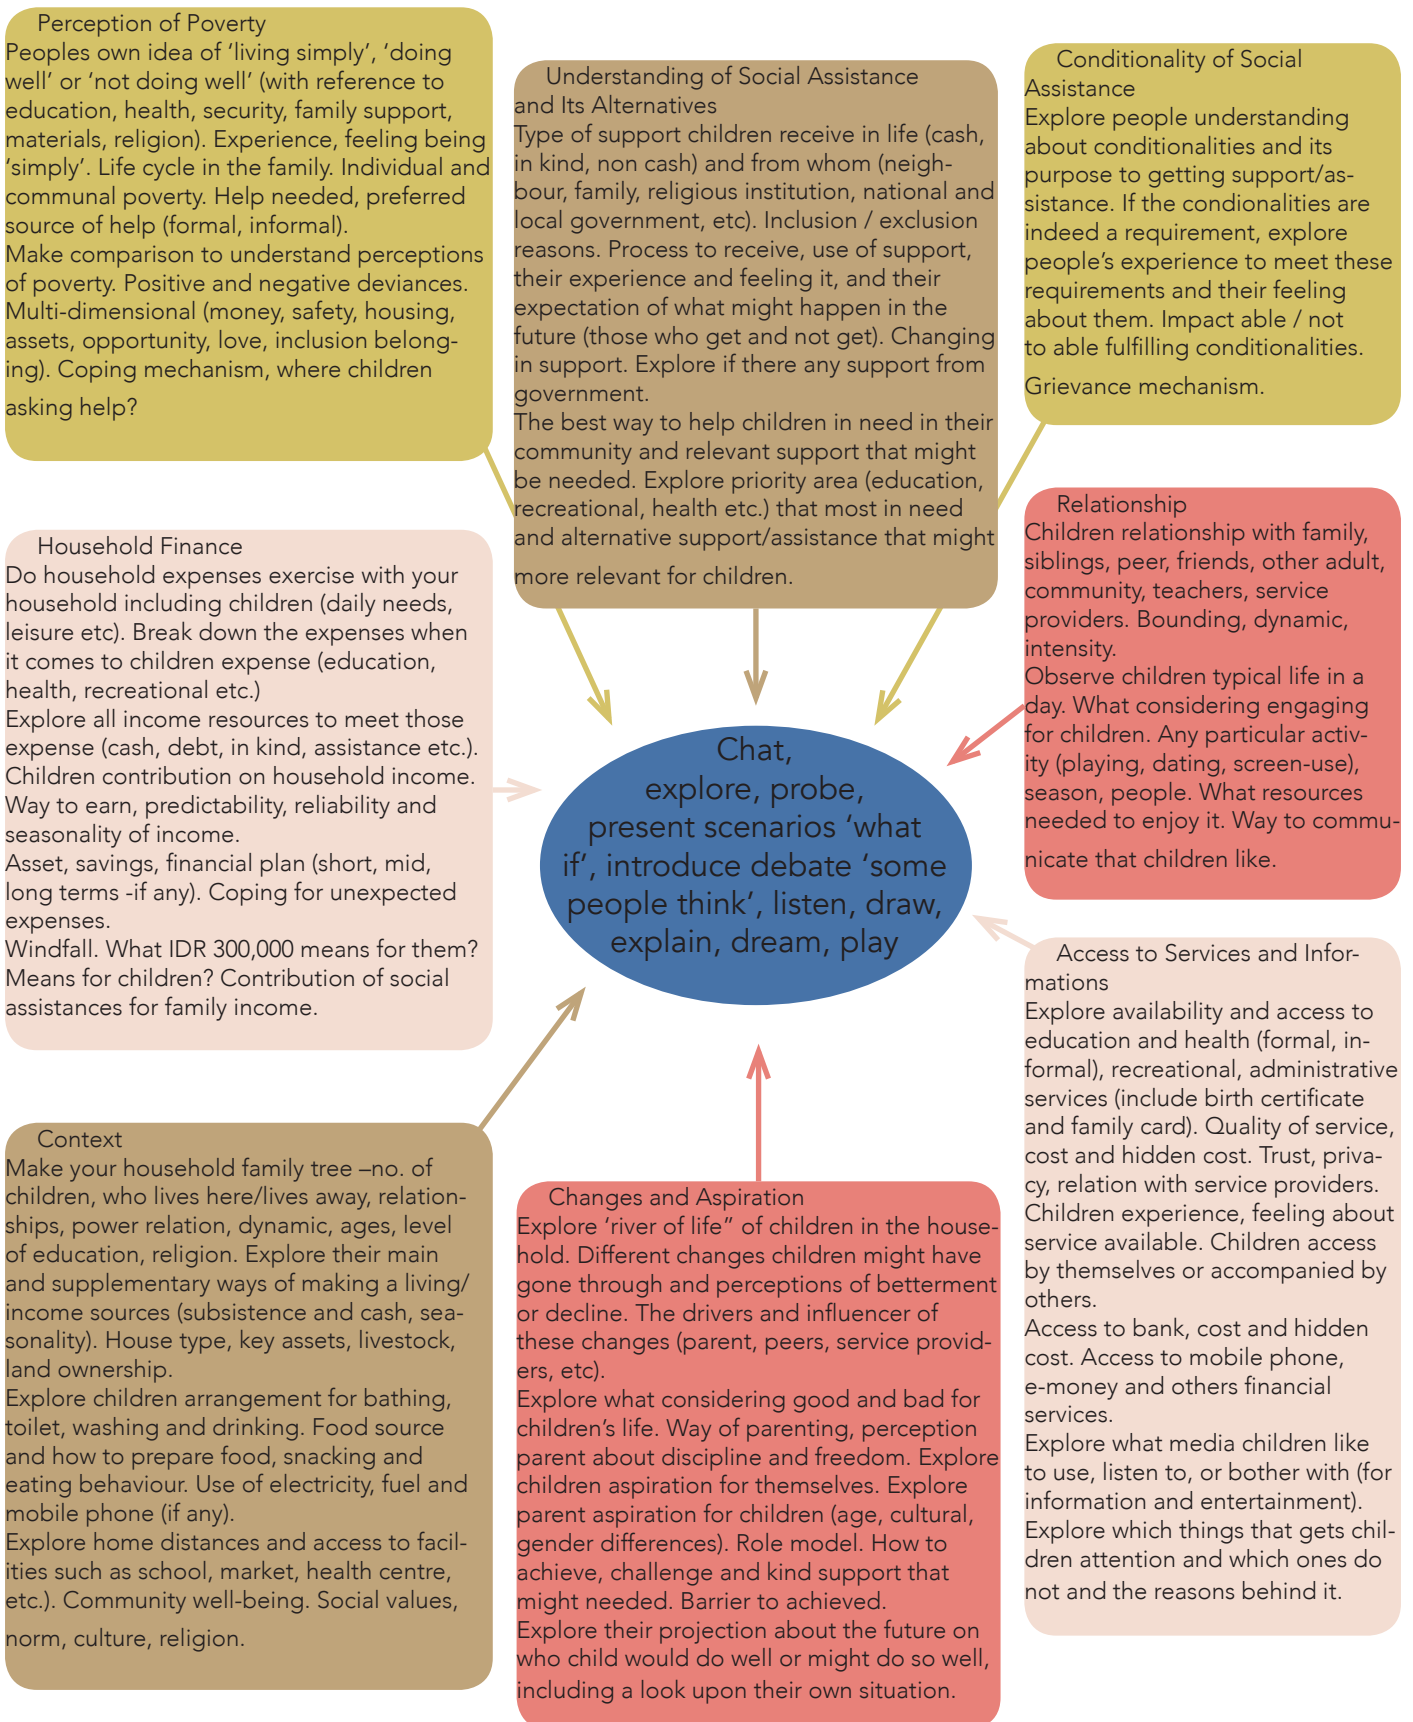 Perception of Poverty
Peoples own idea of ‘living simply’, ‘doing
well’ or ‘not doing well’ (with reference to
education, health, security, family support,
materials, religion). Experience, feeling being
‘simply’. Life cycle in the family. Individual and
communal poverty. Help needed, preferred
source of help (formal, informal).
Make comparison to understand perceptions
of poverty. Positive and negative deviances.
Multi-dimensional (money, safety, housing,
assets, opportunity, love, inclusion belong-
ing). Coping mechanism, where children
asking help?
Understanding of Social Assistance
and Its Alternatives
Type of support children receive in life (cash,
in kind, non cash) and from whom (neigh-
bour, family, religious institution, national and
local government, etc). Inclusion / exclusion
reasons. Process to receive, use of support,
their experience and feeling it, and their
expectation of what might happen in the
future (those who get and not get). Changing
in support. Explore if there any support from
government.
The best way to help children in need in their
community and relevant support that might
be needed. Explore priority area (education,
recreational, health etc.) that most in need
and alternative support/assistance that might
more relevant for children.
Conditionality of Social
Assistance
Explore people understanding
about conditionalities and its
purpose to getting support/as-
sistance. If the condionalities are
indeed a requirement, explore
people’s experience to meet these
requirements and their feeling
about them. Impact able / not
to able fulfilling conditionalities.
Grievance mechanism.
Household Finance
Do household expenses exercise with your
household including children (daily needs,
leisure etc). Break down the expenses when
it comes to children expense (education,
health, recreational etc.)
Explore all income resources to meet those
expense (cash, debt, in kind, assistance etc.).
Children contribution on household income.
Way to earn, predictability, reliability and
seasonality of income.
Asset, savings, financial plan (short, mid,
long terms -if any). Coping for unexpected
expenses.
Windfall. What IDR 300,000 means for them?
Means for children? Contribution of social
assistances for family income.
Chat,
explore, probe,
present scenarios ‘what
if’, introduce debate ‘some
people think’, listen, draw,
explain, dream, play
Relationship
Children relationship with family,
siblings, peer, friends, other adult,
community, teachers, service
providers. Bounding, dynamic,
intensity.
Observe children typical life in a
day. What considering engaging
for children. Any particular activ-
ity (playing, dating, screen-use),
season, people. What resources
needed to enjoy it. Way to commu-
nicate that children like.
Access to Services and Infor-
mations
Explore availability and access to
education and health (formal, in-
formal), recreational, administrative
services (include birth certificate
and family card). Quality of service,
cost and hidden cost. Trust, priva-
cy, relation with service providers.
Children experience, feeling about
service available. Children access
by themselves or accompanied by
others.
Access to bank, cost and hidden
cost. Access to mobile phone,
e-money and others financial
services.
Explore what media children like
to use, listen to, or bother with (for
information and entertainment).
Explore which things that gets chil-
dren attention and which ones do
not and the reasons behind it.
Context
Make your household family tree –no. of
children, who lives here/lives away, relation-
ships, power relation, dynamic, ages, level
of education, religion. Explore their main
and supplementary ways of making a living/
income sources (subsistence and cash, sea-
sonality). House type, key assets, livestock,
land ownership.
Explore children arrangement for bathing,
toilet, washing and drinking. Food source
and how to prepare food, snacking and
eating behaviour. Use of electricity, fuel and
mobile phone (if any).
Explore home distances and access to facil-
ities such as school, market, health centre,
etc.). Community well-being. Social values,
norm, culture, religion.
Changes and Aspiration
Explore ‘river of life” of children in the house-
hold. Different changes children might have
gone through and perceptions of betterment
or decline. The drivers and influencer of
these changes (parent, peers, service provid-
ers, etc).
Explore what considering good and bad for
children’s life. Way of parenting, perception
parent about discipline and freedom. Explore
children aspiration for themselves. Explore
parent aspiration for children (age, cultural,
gender differences). Role model. How to
achieve, challenge and kind support that
might needed. Barrier to achieved.
Explore their projection about the future on
who child would do well or might do so well,
including a look upon their own situation.